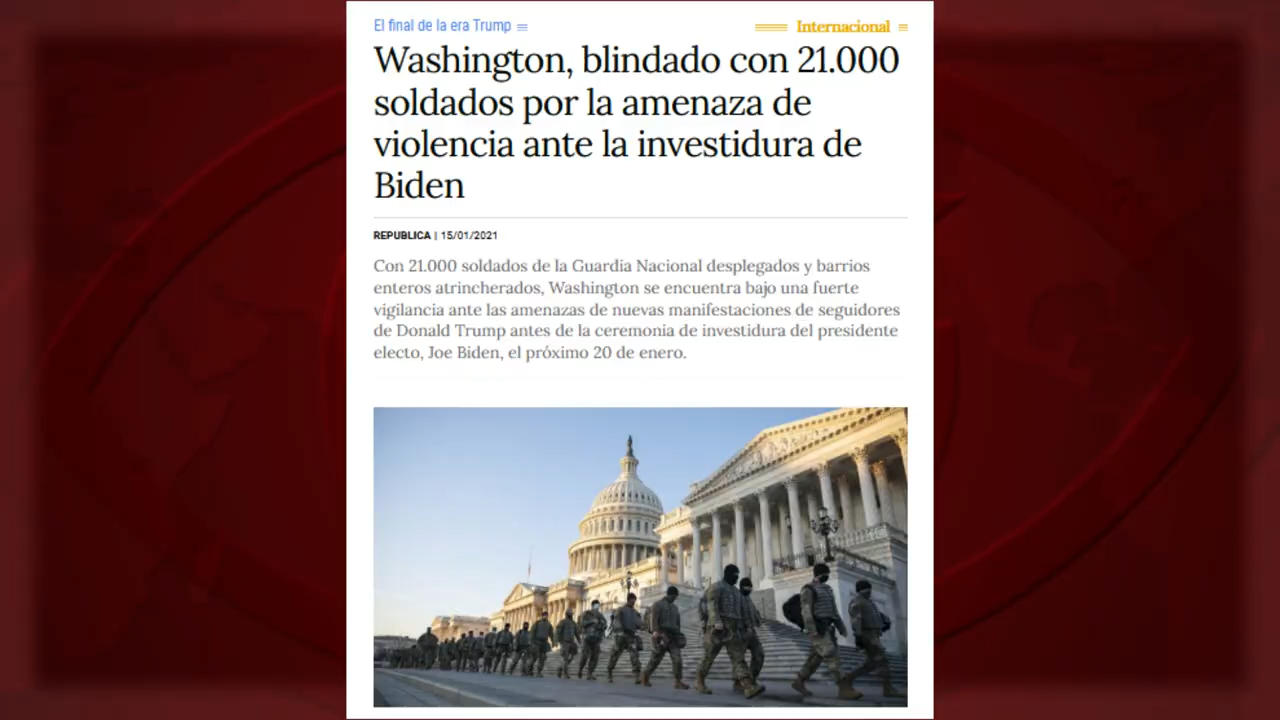 El final de la era Trump
Internacional
Washington, blindado con 21.000
soldados por la amenaza de
violencia ante la investidura de
Biden
REPUBLICA | 15/01/2021
Con 21.000 soldados de la Guardia Nacional desplegados y barrios
enteros atrincherados, Washington se encuentra bajo una fuerte
vigilancia ante las amenazas de nuevas manifestaciones de seguidores
de Donald Trump antes de la ceremonia de investidura del presidente
electo, Joe Biden, el próximo 20 de enero.